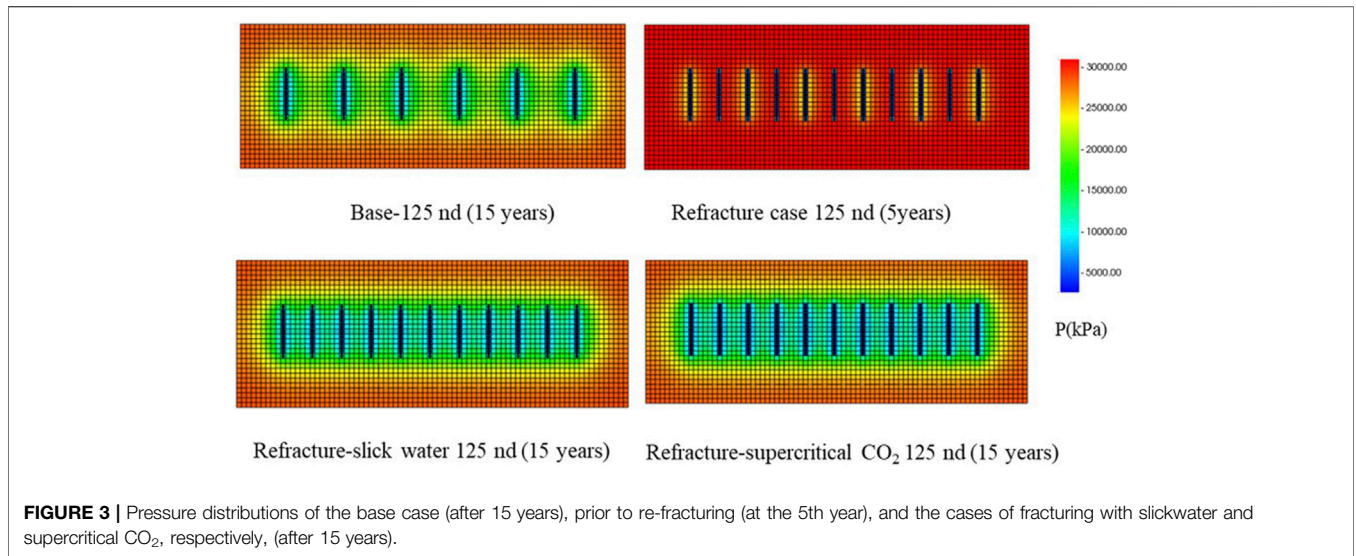 Base-125 nd (15 years)
Refracture case 125 nd (5years)
- 30000.00
- 25000.00
- 20000.00
- 15000.00
- 10000.00
- 5000.00
P(kPa)
Refracture-slick water 125 nd (15 years)
Refracture-supercritical CO₂ 125 nd (15 years)
FIGURE 3 | Pressure distributions of the base case (after 15 years), prior to re-fracturing (at the 5th year), and the cases of fracturing with slickwater and
supercritical CO₂, respectively, (after 15 years).